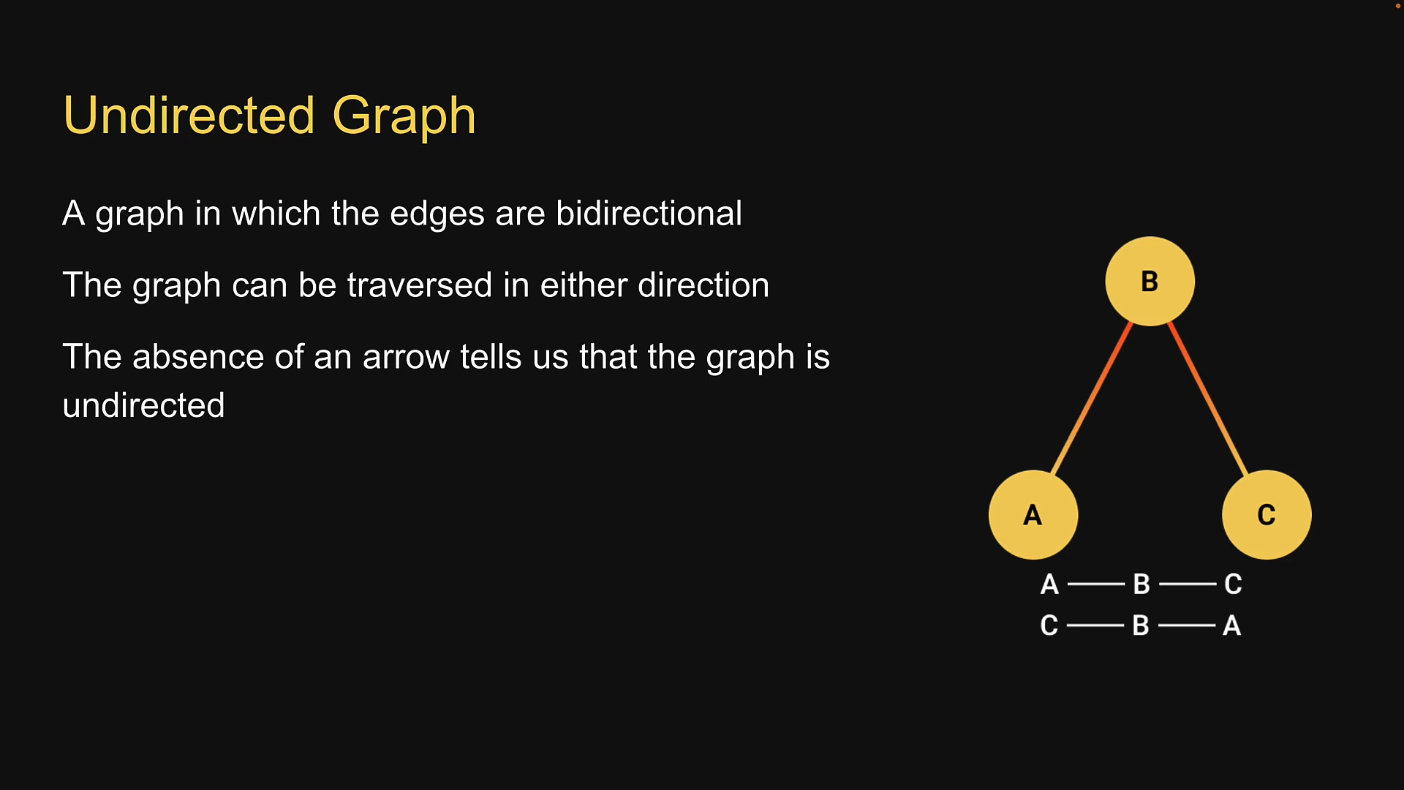 Undirected Graph
A graph in which the edges are bidirectional
The graph can be traversed in either direction
The absence of an arrow tells us that the graph is
undirected
B
A
C
A B C
C B A